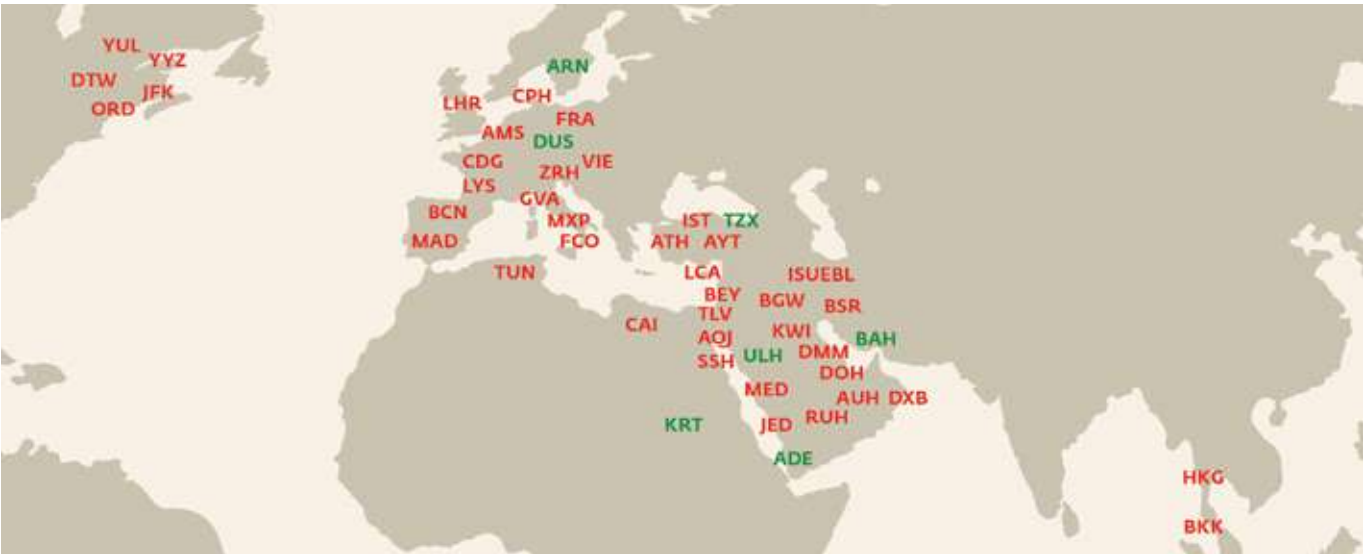 YUL
YYZ
DTW
JFK
ORD
ARN
LHR
CPH
FRA
AMS
DUS
CDG
ZRH
VIE
LYS
GVA
BCN
MXP
IST
TZX
MAD
FCO
ATH
AYT
TUN
LCA
ISUEBL
BEY
BGW
BSR
TLV
CAI
KWI
BAH
AOJ
DMM
SSH
ULH
DOH
MED
AUH
DXB
RUH
KRT
JED
ADE
HKG
BKK